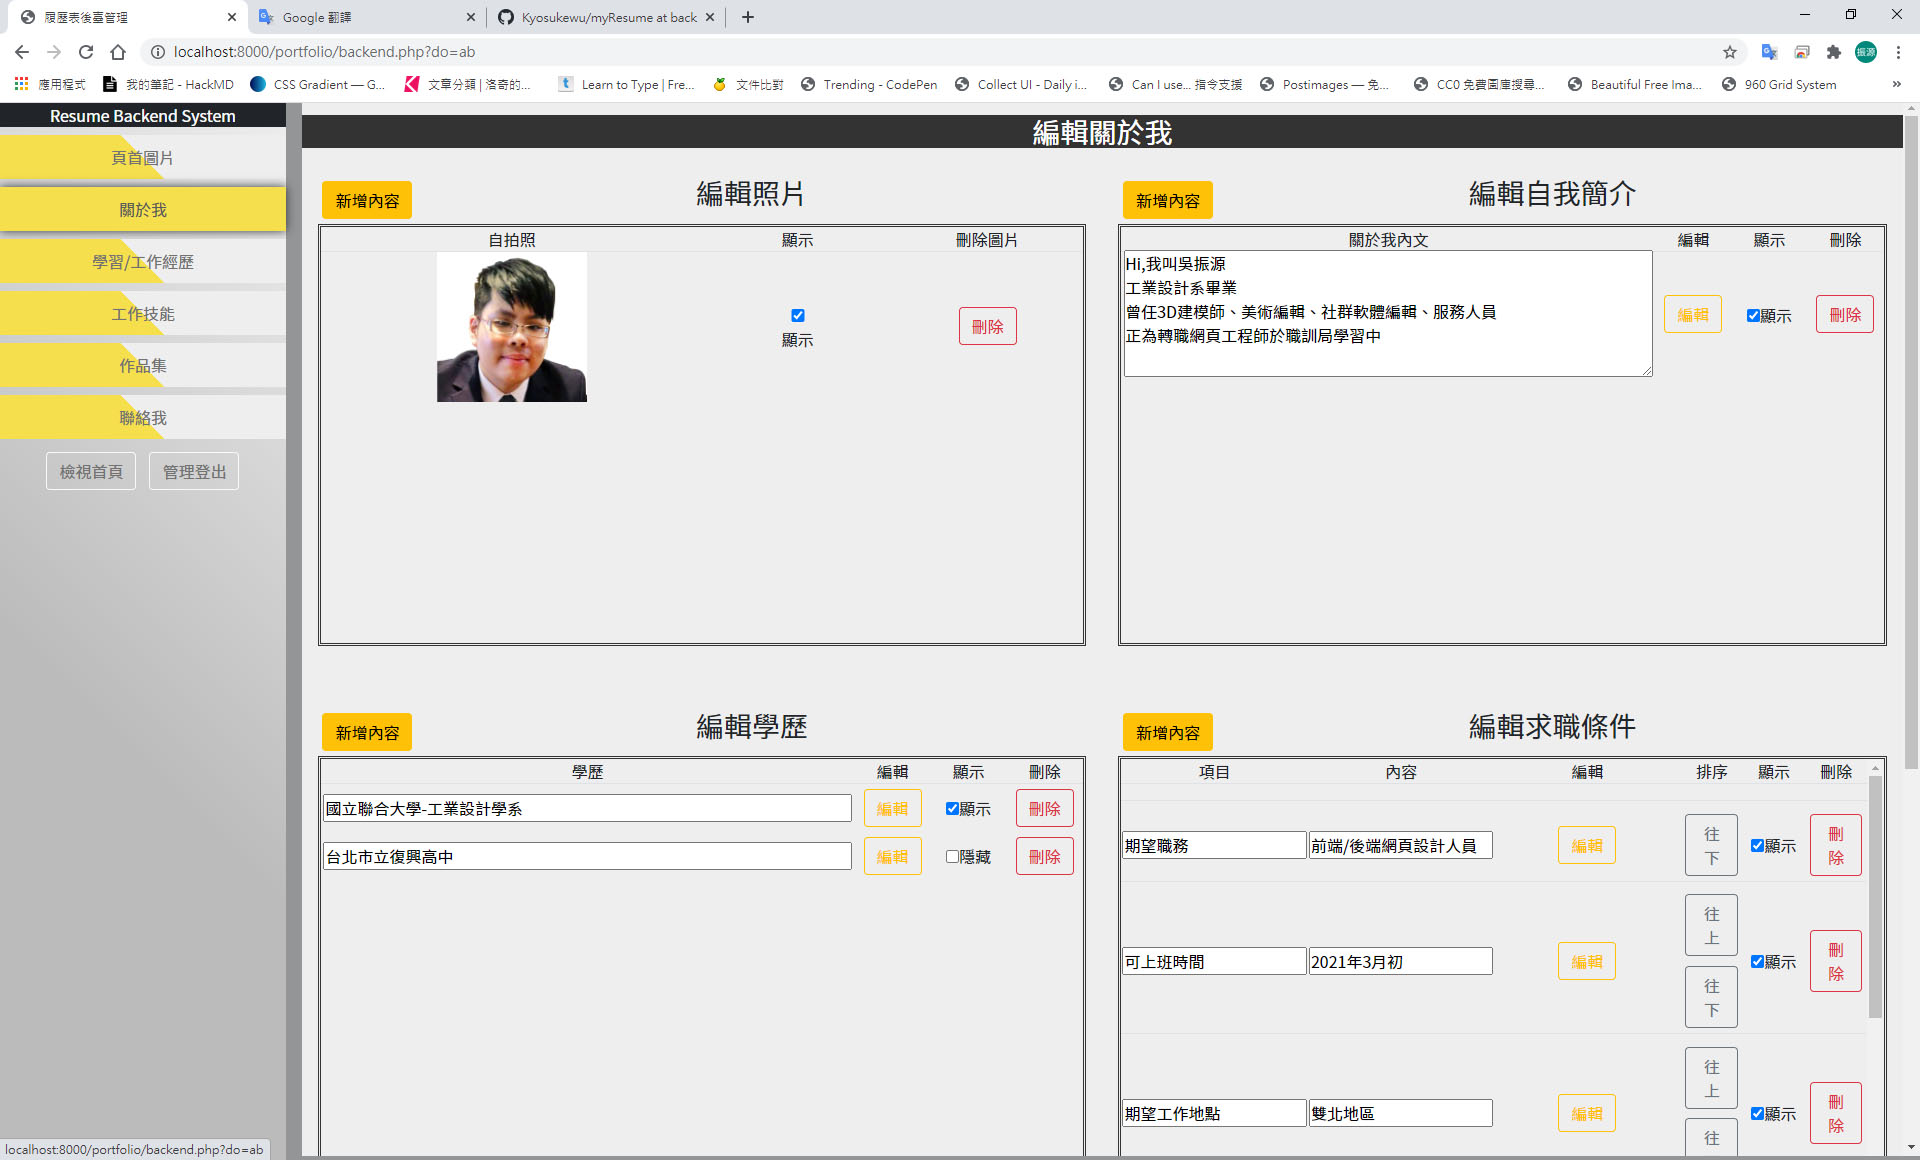 履歷表後臺管理
Google 翻譯
Kyosukewu/myResume at back
localhost:8000/portfolio/backend.php?do=ab
振源
應用程式
我的筆記 - HackMD
CSS Gradient — G...
文章分類 | 洛奇的...
Learn to Type | Fre...
文件比對
Trending - CodePen
Collect UI - Daily i...
Can I use... 指令支援
Postimages — 免...
CC0 免費圖庫搜尋...
Beautiful Free Ima...
960 Grid System
»
Resume Backend System
頁首圖片
關於我
學習/工作經歷
工作技能
作品集
聯絡我
檢視首頁
管理登出
編輯關於我
新增內容
編輯照片
自拍照
顯示
刪除圖片
顯示
刪除
新增內容
編輯自我簡介
關於我內文
編輯
顯示
刪除
Hi,我叫吳振源
工業設計系畢業
曾任3D建模師、美術編輯、社群軟體編輯、服務人員
正為轉職網頁工程師於職訓局學習中
編輯
顯示
刪除
新增內容
編輯學歷
學歷
編輯
顯示
刪除
國立聯合大學-工業設計學系
編輯
顯示
刪除
台北市立復興高中
編輯
隱藏
刪除
新增內容
編輯求職條件
項目
內容
編輯
排序
顯示
刪除
期望職務
前端/後端網頁設計人員
編輯
往
下
顯示
刪
除
可上班時間
2021年3月初
編輯
往
上
往
下
顯示
刪
除
期望工作地點
雙北地區
編輯
往
上
往
顯示
刪
除
localhost:8000/portfolio/backend.php?do=ab